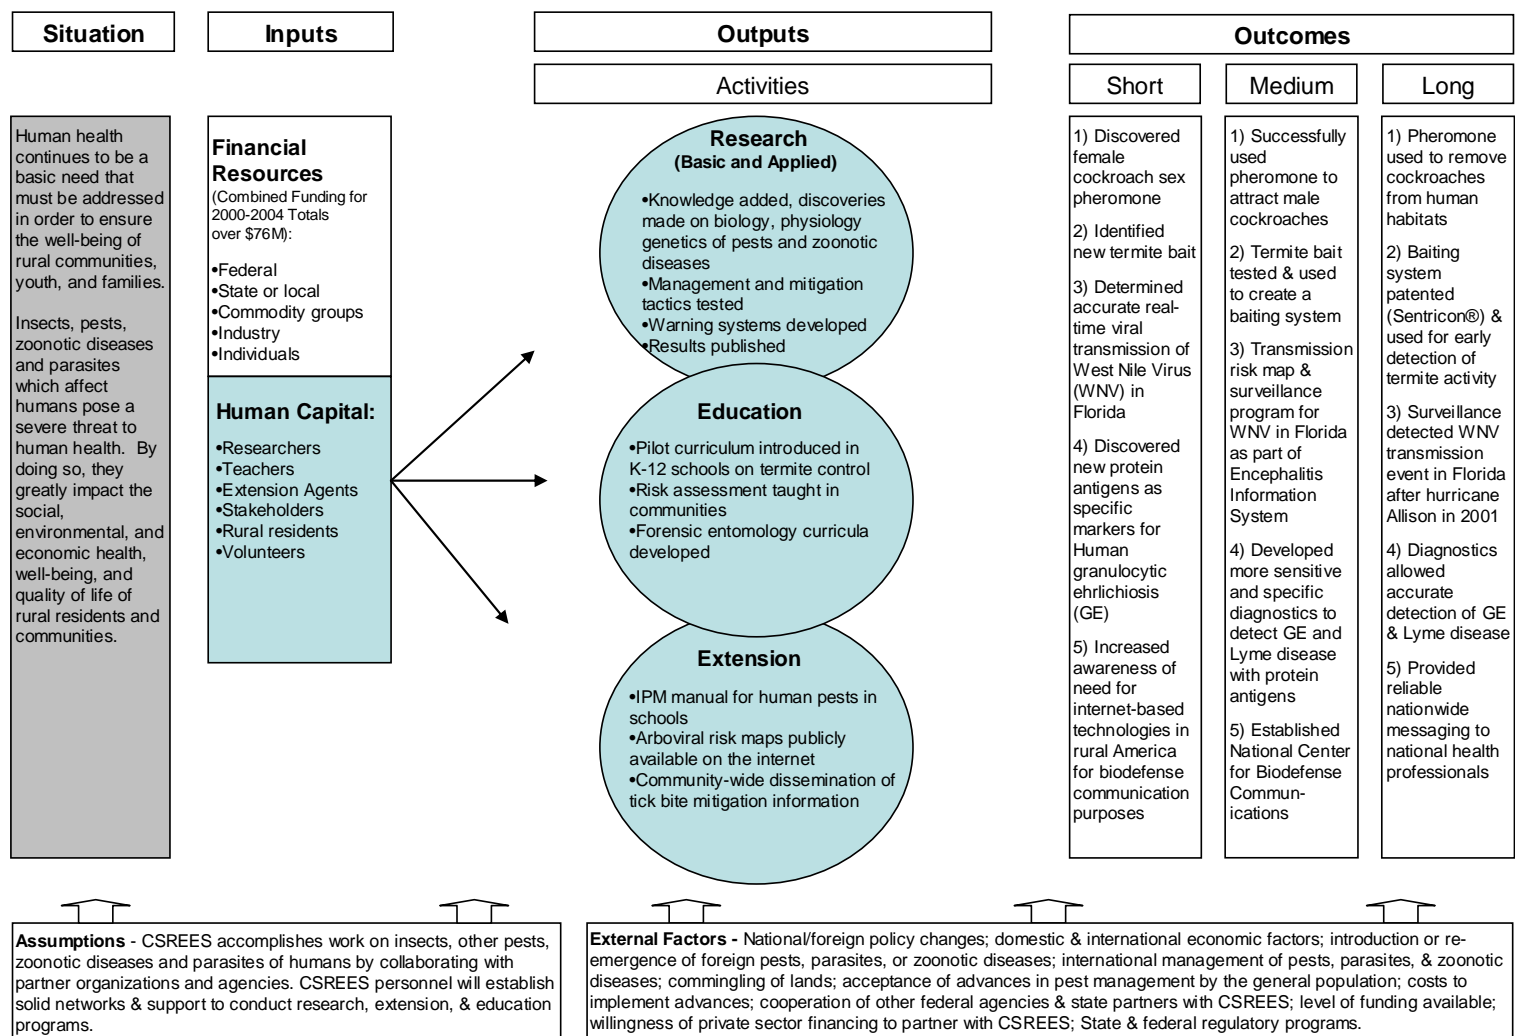 Situation
Inputs
Outputs
Outcomes
Activities
Short
Medium
Long
Human health
continues to be a
basic need that
must be addressed
in order to ensure
the well-being of
rural communities,
youth, and families.
Insects, pests,
zoonotic diseases
and parasites
which affect
humans pose a
severe threat to
human health.  By
doing so, they
greatly impact the
social,
environmental, and
economic health,
well-being, and
quality of life of
rural residents and
communities.
Financial
Resources
(Combined Funding for
2000-2004 Totals
over $76M):
•Federal
•State or local
•Commodity groups
•Industry
•Individuals
Human Capital:
•Researchers
•Teachers
•Extension Agents
•Stakeholders
•Rural residents
•Volunteers
Research
(Basic and Applied)
•Knowledge added, discoveries
made on biology, physiology
genetics of pests and zoonotic
diseases
•Management and mitigation
tactics tested
•Warning systems developed
•Results published
Education
•Pilot curriculum introduced in
K-12 schools on termite control
•Risk assessment taught in
communities
•Forensic entomology curricula
developed
Extension
•IPM manual for human pests in
schools
•Arboviral risk maps publicly
available on the internet
•Community-wide dissemination of
tick bite mitigation information
1) Discovered
female
cockroach sex
pheromone
2) Identified
new termite bait
3) Determined
accurate real-
time viral
transmission of
West Nile Virus
(WNV) in
Florida
4) Discovered
new protein
antigens as
specific
markers for
Human
granulocytic
ehrlichiosis
(GE)
5) Increased
awareness of
need for
internet-based
technologies in
rural America
for biodefense
communication
purposes
1) Successfully
used
pheromone to
attract male
cockroaches
2) Termite bait
tested & used
to create a
baiting system
3) Transmission
risk map &
surveillance
program for
WNV in Florida
as part of
Encephalitis
Information
System
4) Developed
more sensitive
and specific
diagnostics to
detect GE and
Lyme disease
with protein
antigens
5) Established
National Center
for Biodefense
Commun-
ications
1) Pheromone
used to remove
cockroaches
from human
habitats
2) Baiting
system
patented
(Sentricon®) &
used for early
detection of
termite activity
3) Surveillance
detected WNV
transmission
event in Florida
after hurricane
Allison in 2001
4) Diagnostics
allowed
accurate
detection of GE
& Lyme disease
5) Provided
reliable
nationwide
messaging to
national health
professionals
Assumptions - CSREES accomplishes work on insects, other pests,
zoonotic diseases and parasites of humans by collaborating with
partner organizations and agencies. CSREES personnel will establish
solid networks & support to conduct research, extension, & education
programs.
External Factors - National/foreign policy changes; domestic & international economic factors; introduction or re-
emergence of foreign pests, parasites, or zoonotic diseases; international management of pests, parasites, & zoonotic
diseases; commingling of lands; acceptance of advances in pest management by the general population; costs to
implement advances; cooperation of other federal agencies & state partners with CSREES; level of funding available;
willingness of private sector financing to partner with CSREES; State & federal regulatory programs.